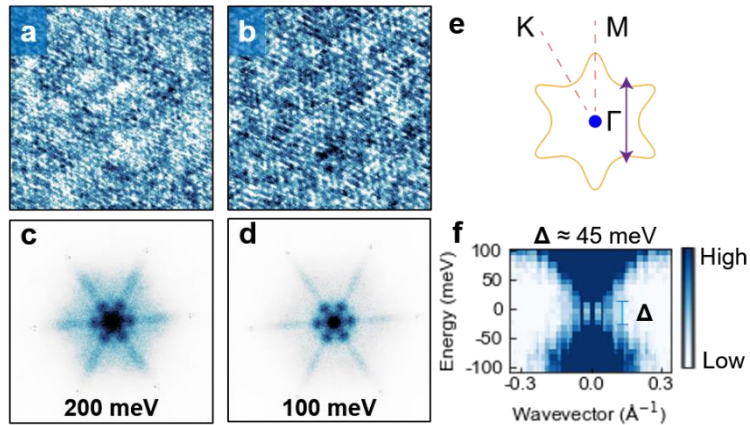 a
b
e
K
M
Γ
c
200 meV
d
100 meV
f
Δ ≈ 45 meV
Energy (meV)
100
50
0
-50
-100
Δ
-0.3
0.0
0.3
Wavevector (Å⁻¹)
High
Low